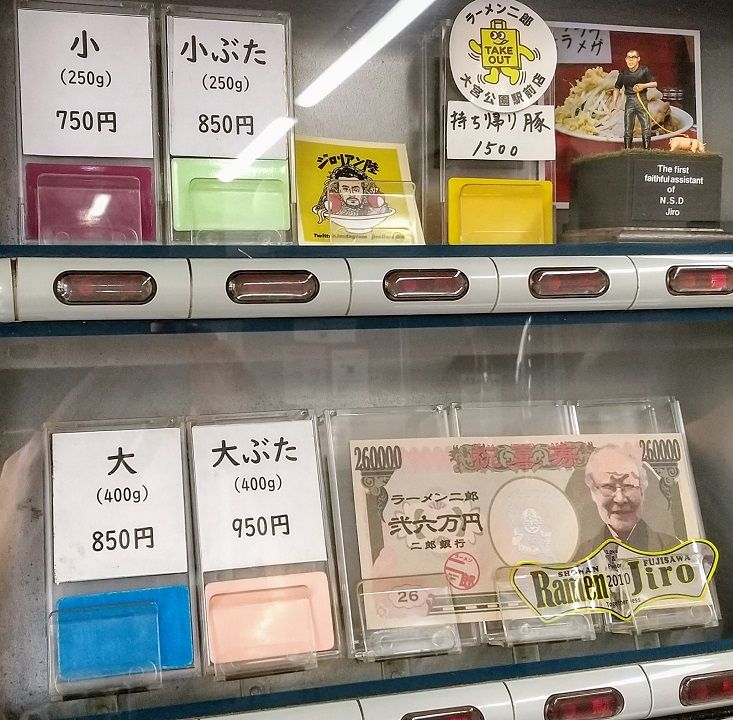 小
(250g)
750円
小ぶた
(250g)
850円
ジロリアン陸
ラーメン二郎
TAKE
OUT
大宮公園駅前店
持ち帰り豚
1500
ラメゲ
The first
faithful assistant
of
N.S.D
Jiro
大
(400g)
850円
大ぶた
(400g)
950円
260000
260000
ラーメン二郎
弐六万円
二郎銀行
26
SHONAN FUJISAWA
Ramen 2010 Jiro